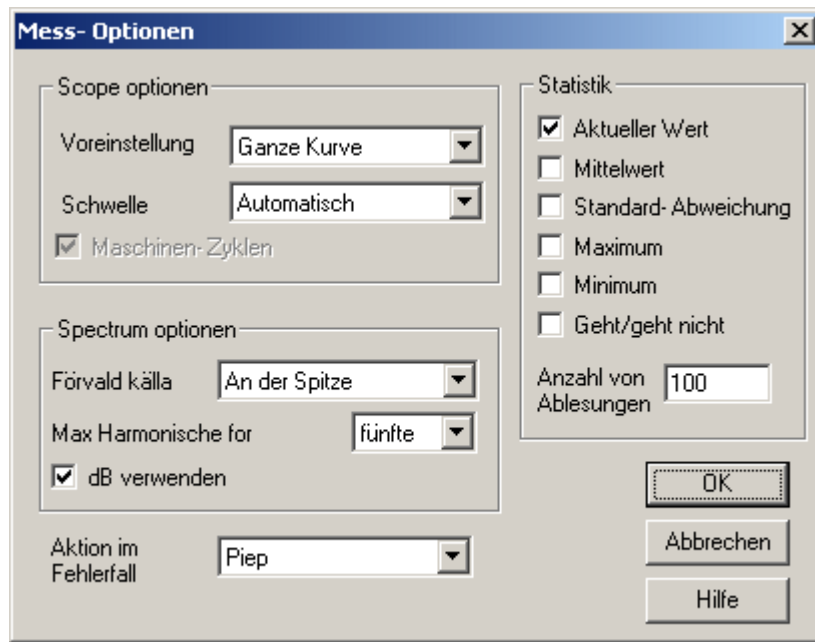 Mess- Optionen
Scope optionen
Voreinstellung
Ganze Kurve
Schwelle
Automatisch
Maschinen- Zyklen
Spectrum optionen
Förvald källa
An der Spitze
Max Harmonische for
fünfte
dB verwenden
Aktion im
Fehlerfall
Piep
Statistik
Aktueller Wert
Mittelwert
Standard- Abweichung
Maximum
Minimum
Geht/geht nicht
Anzahl von
Ablesungen
100
OK
Abbrechen
Hilfe